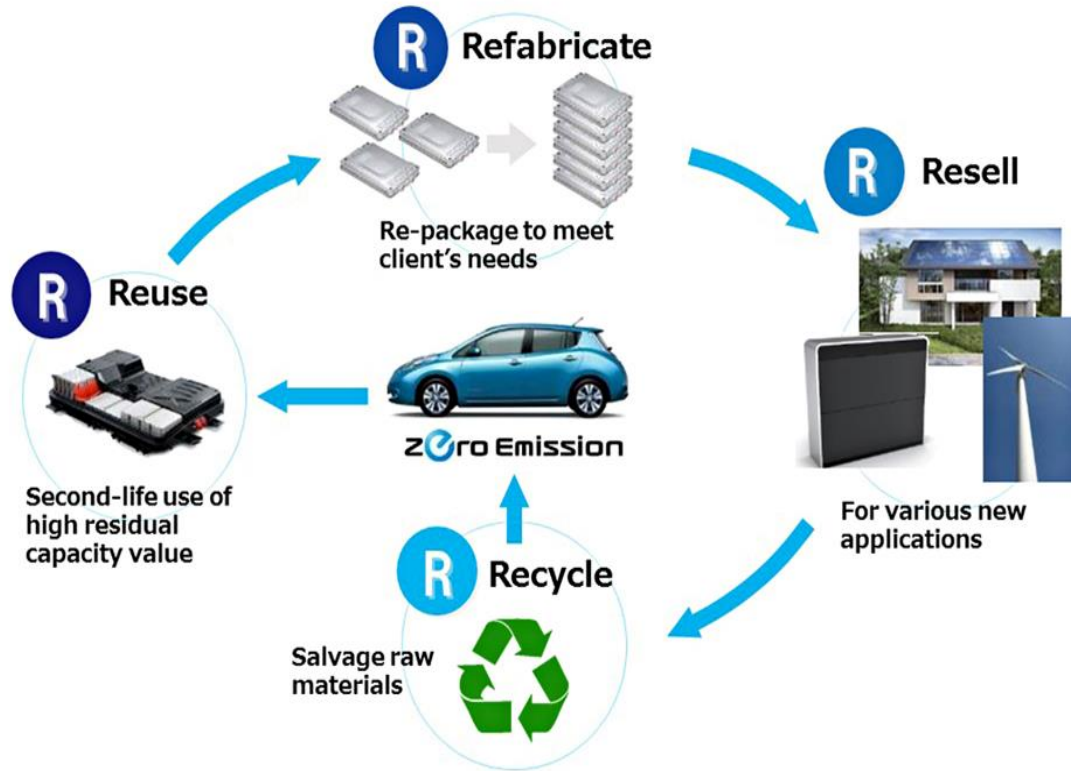 R Refabricate
Re-package to meet
client's needs
R Resell
For various new
applications
R Reuse
Second-life use of
high residual
capacity value
zero Emission
R Recycle
Salvage raw
materials